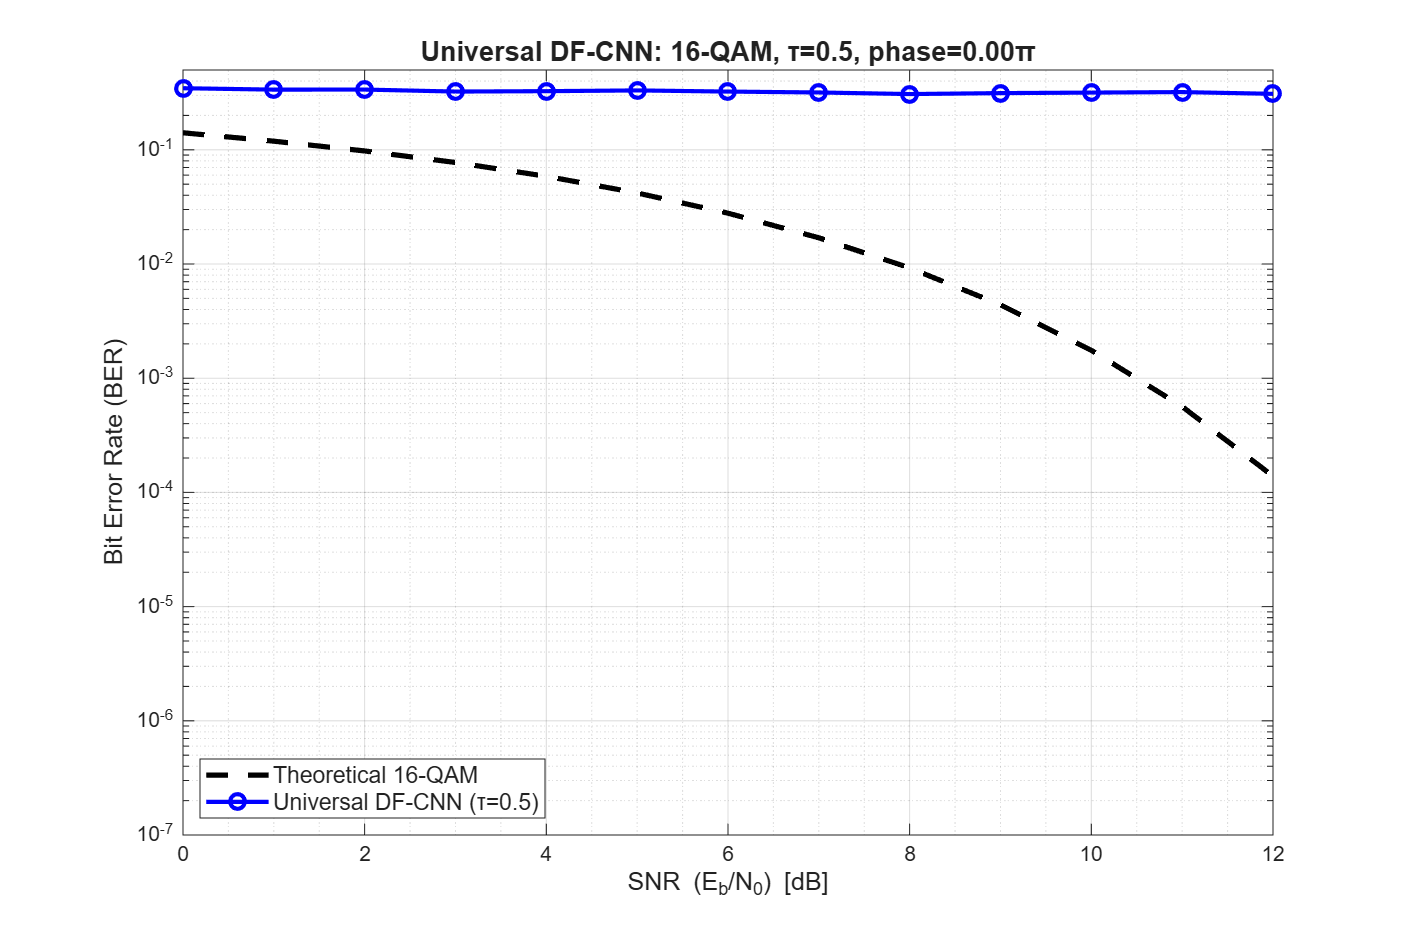 Universal DF-CNN: 16-QAM, τ=0.5, phase=0.00π
10-1
10-2
10-3
10-4
10-5
10-6
10-7
Bit Error Rate (BER)
Theoretical 16-QAM
Universal DF-CNN (τ=0.5)
0 2 4 6 8 10 12
SNR (Eb/N0) [dB]